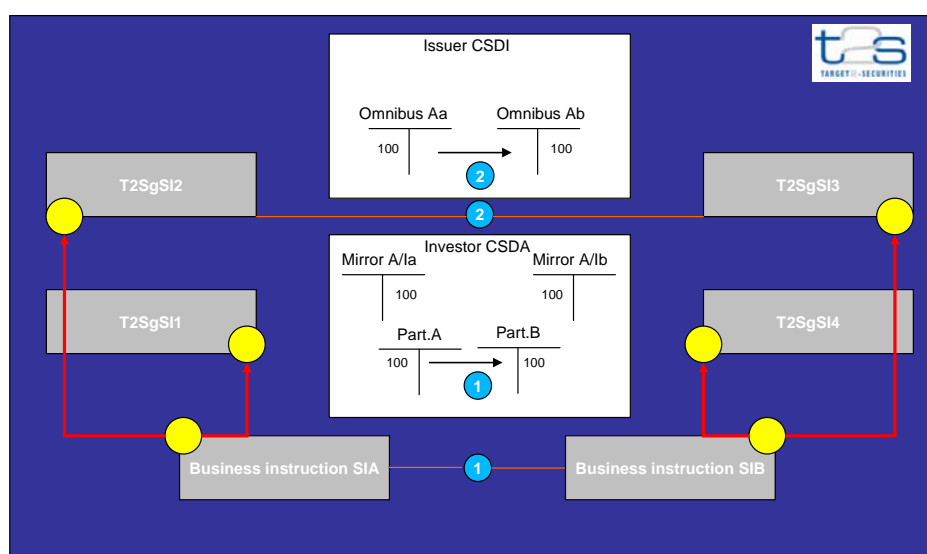 Issuer CSDI
t2s
TARGET2-SECURITIES
Omnibus Aa
Omnibus Ab
100
100
2
T2SgSI2
T2SgSI3
2
Investor CSDA
Mirror A/Ia
Mirror A/Ib
100
100
T2SgSI1
T2SgSI4
Part.A
Part.B
100
100
1
Business instruction SIA
1
Business instruction SIB